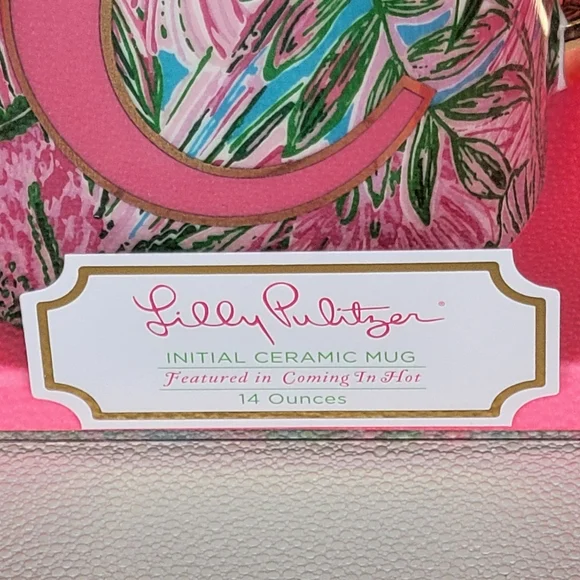 C
Lilly Pulitzer®
INITIAL CERAMIC MUG
Featured in Coming In Hot
14 Ounces